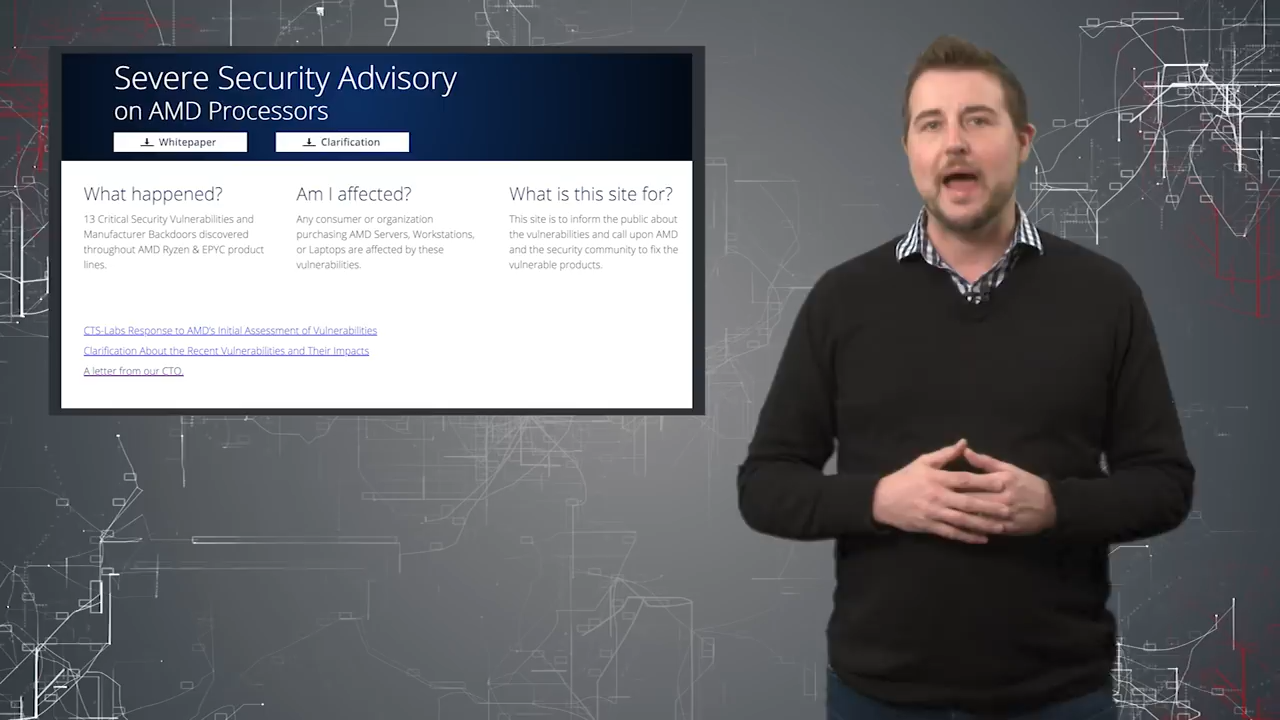 Severe Security Advisory
on AMD Processors
Whitepaper
Clarification
What happened?
13 Critical Security Vulnerabilities and
Manufacturer Backdoors discovered
throughout AMD Ryzen & EPYC product
lines.
Am I affected?
Any consumer or organization
purchasing AMD Servers, Workstations,
or Laptops are affected by these
vulnerabilities.
What is this site for?
This site is to inform the public about
the vulnerabilities and call upon AMD
and the security community to fix the
vulnerable products.
CTS-Labs Response to AMD's Initial Assessment of Vulnerabilities
Clarification About the Recent Vulnerabilities and Their Impacts
A letter from our CTO.